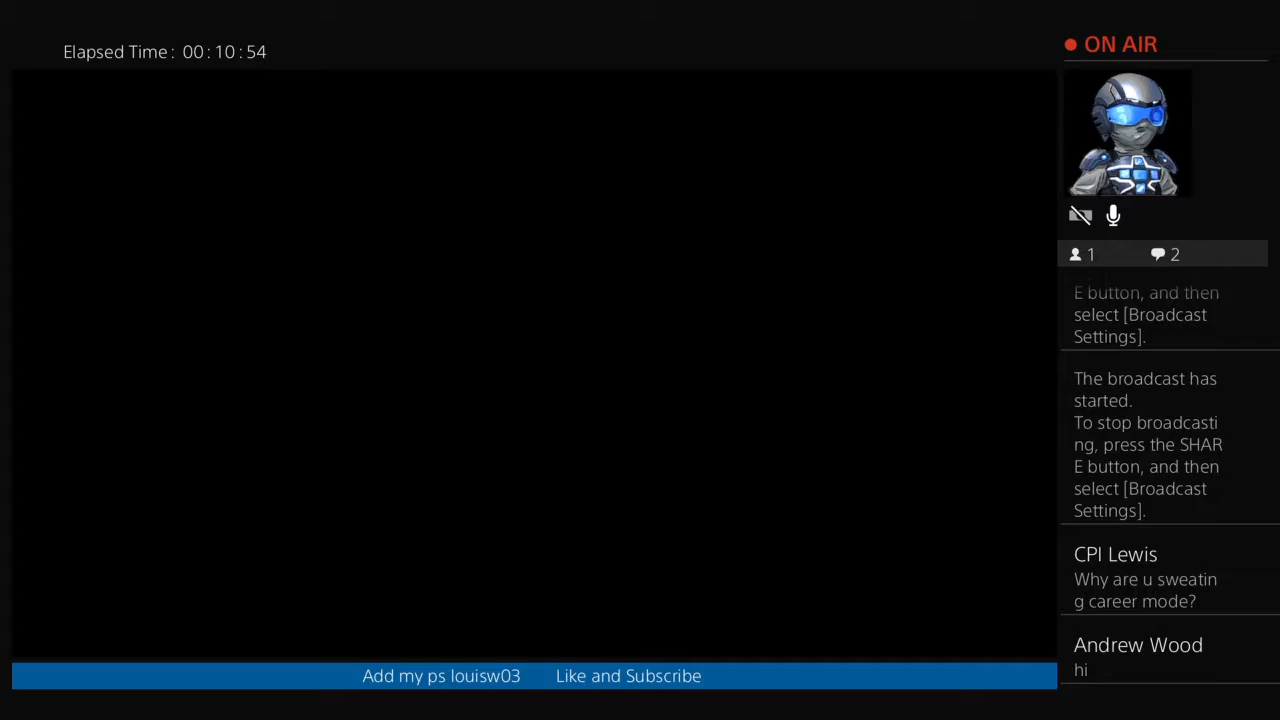 Elapsed Time: 00:10:54
ON AIR
1 2
E button, and then
select [Broadcast
Settings].
The broadcast has
started.
To stop broadcasti
ng, press the SHAR
E button, and then
select [Broadcast
Settings].
CPI Lewis
Why are u sweatin
g career mode?
Andrew Wood
hi
Add my ps louisw03 Like and Subscribe